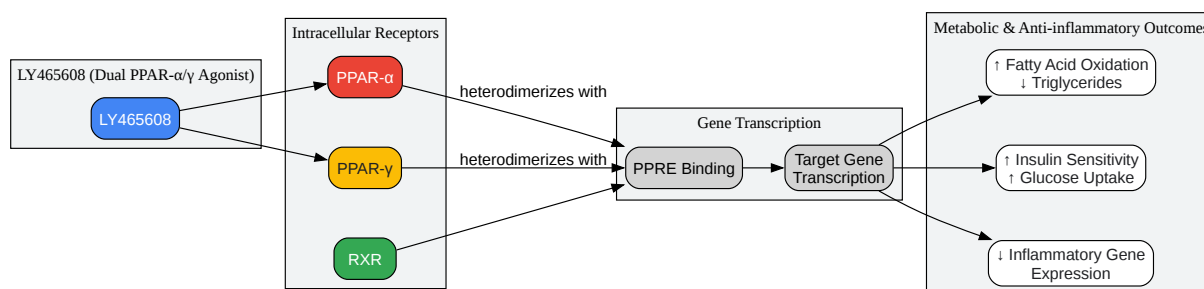 LY465608 (Dual PPAR-α/γ Agonist)
LY465608
Intracellular Receptors
PPAR-α
PPAR-γ
RXR
heterodimerizes with
heterodimerizes with
Gene Transcription
PPRE Binding
Target Gene
Transcription
Metabolic & Anti-inflammatory Outcomes
↑ Fatty Acid Oxidation
↓ Triglycerides
↑ Insulin Sensitivity
↑ Glucose Uptake
↓ Inflammatory Gene
Expression